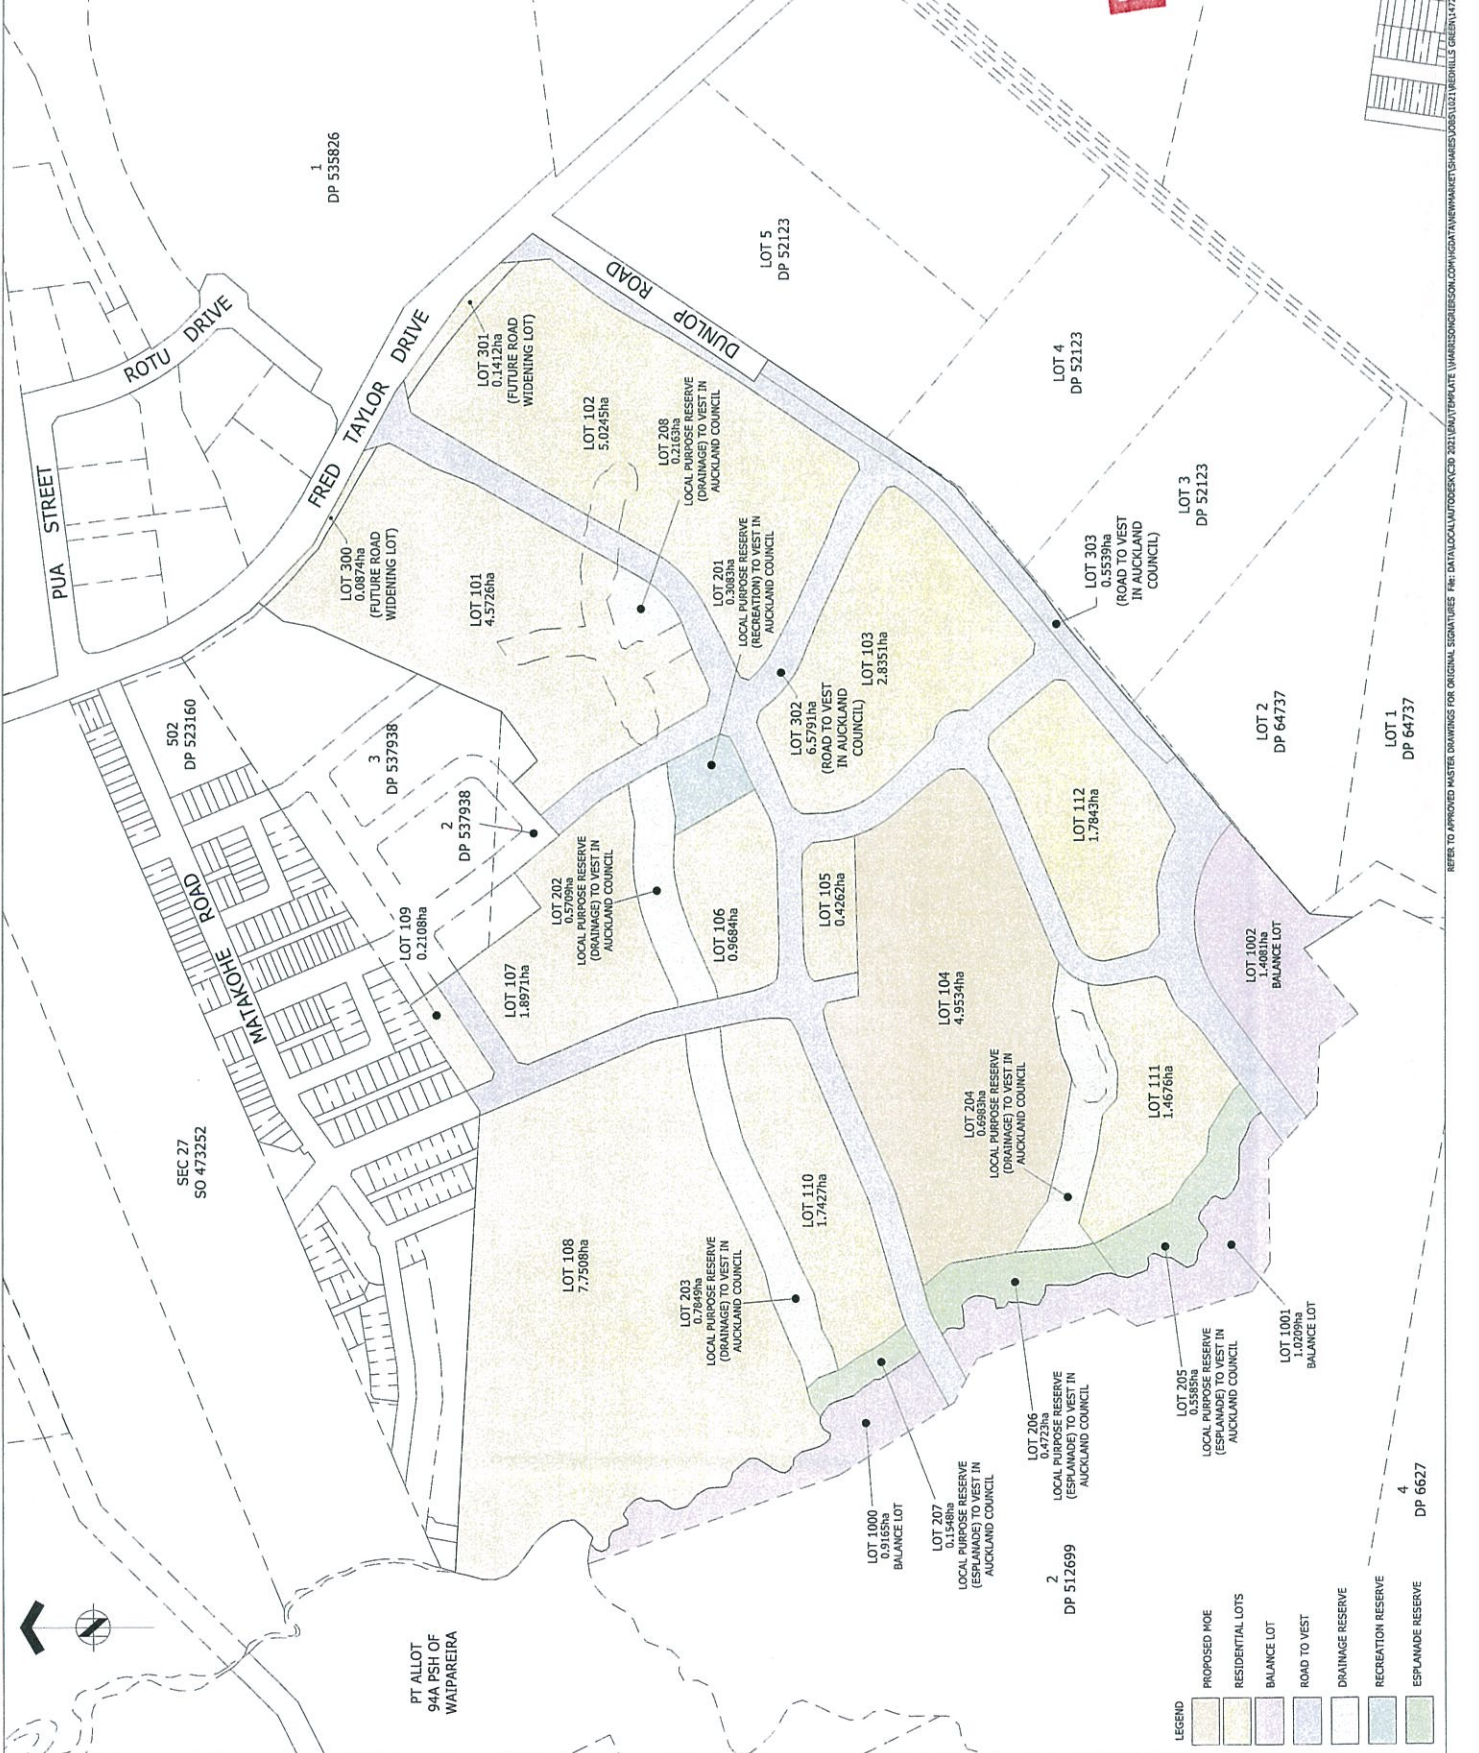 PUA STREET
ROTU DRIVE
1
DP 535826
FRED TAYLOR DRIVE
DUNLOP ROAD
MATAKOHE ROAD
502
DP 523160
3
DP 537938
2
DP 537938
SEC 27
SO 473252
PT ALLOT
94A PSH OF
WAIPAREIRA
LOT 300
0.0874ha
(FUTURE ROAD
WIDENING LOT)
LOT 301
0.1412ha
(FUTURE ROAD
WIDENING LOT)
LOT 101
4.5726ha
LOT 102
5.0245ha
LOT 208
0.2163ha
LOCAL PURPOSE RESERVE
(DRAINAGE) TO VEST IN
AUCKLAND COUNCIL
LOT 201
0.3083ha
LOCAL PURPOSE RESERVE
(RECREATION) TO VEST IN
AUCKLAND COUNCIL
LOT 302
6.5791ha
(ROAD TO VEST
IN AUCKLAND
COUNCIL)
LOT 103
2.8351ha
LOT 303
0.5539ha
(ROAD TO VEST
IN AUCKLAND
COUNCIL)
LOT 5
DP 52123
LOT 4
DP 52123
LOT 3
DP 52123
LOT 2
DP 64737
LOT 1
DP 64737
LOT 109
0.2108ha
LOT 107
1.8971ha
LOT 202
0.5709ha
LOCAL PURPOSE RESERVE
(DRAINAGE) TO VEST IN
AUCKLAND COUNCIL
LOT 106
0.9684ha
LOT 105
0.4262ha
LOT 104
4.9534ha
LOT 112
1.7843ha
LOT 1002
1.4081ha
BALANCE LOT
LOT 108
7.7508ha
LOT 203
0.7849ha
LOCAL PURPOSE RESERVE
(DRAINAGE) TO VEST IN
AUCKLAND COUNCIL
LOT 110
1.7427ha
LOT 204
0.6983ha
LOCAL PURPOSE RESERVE
(DRAINAGE) TO VEST IN
AUCKLAND COUNCIL
LOT 111
1.4676ha
LOT 1000
0.9165ha
BALANCE LOT
LOT 207
0.1548ha
LOCAL PURPOSE RESERVE
(ESPLANADE) TO VEST IN
AUCKLAND COUNCIL
LOT 206
0.4723ha
LOCAL PURPOSE RESERVE
(ESPLANADE) TO VEST IN
AUCKLAND COUNCIL
LOT 205
0.5585ha
LOCAL PURPOSE RESERVE
(ESPLANADE) TO VEST IN
AUCKLAND COUNCIL
LOT 1001
1.0209ha
BALANCE LOT
2
DP 512699
4
DP 6627
LEGEND
PROPOSED MOE
RESIDENTIAL LOTS
BALANCE LOT
ROAD TO VEST
DRAINAGE RESERVE
RECREATION RESERVE
ESPLANADE RESERVE
REFER TO APPROVED MASTER DRAWINGS FOR ORIGINAL SIGNATURES